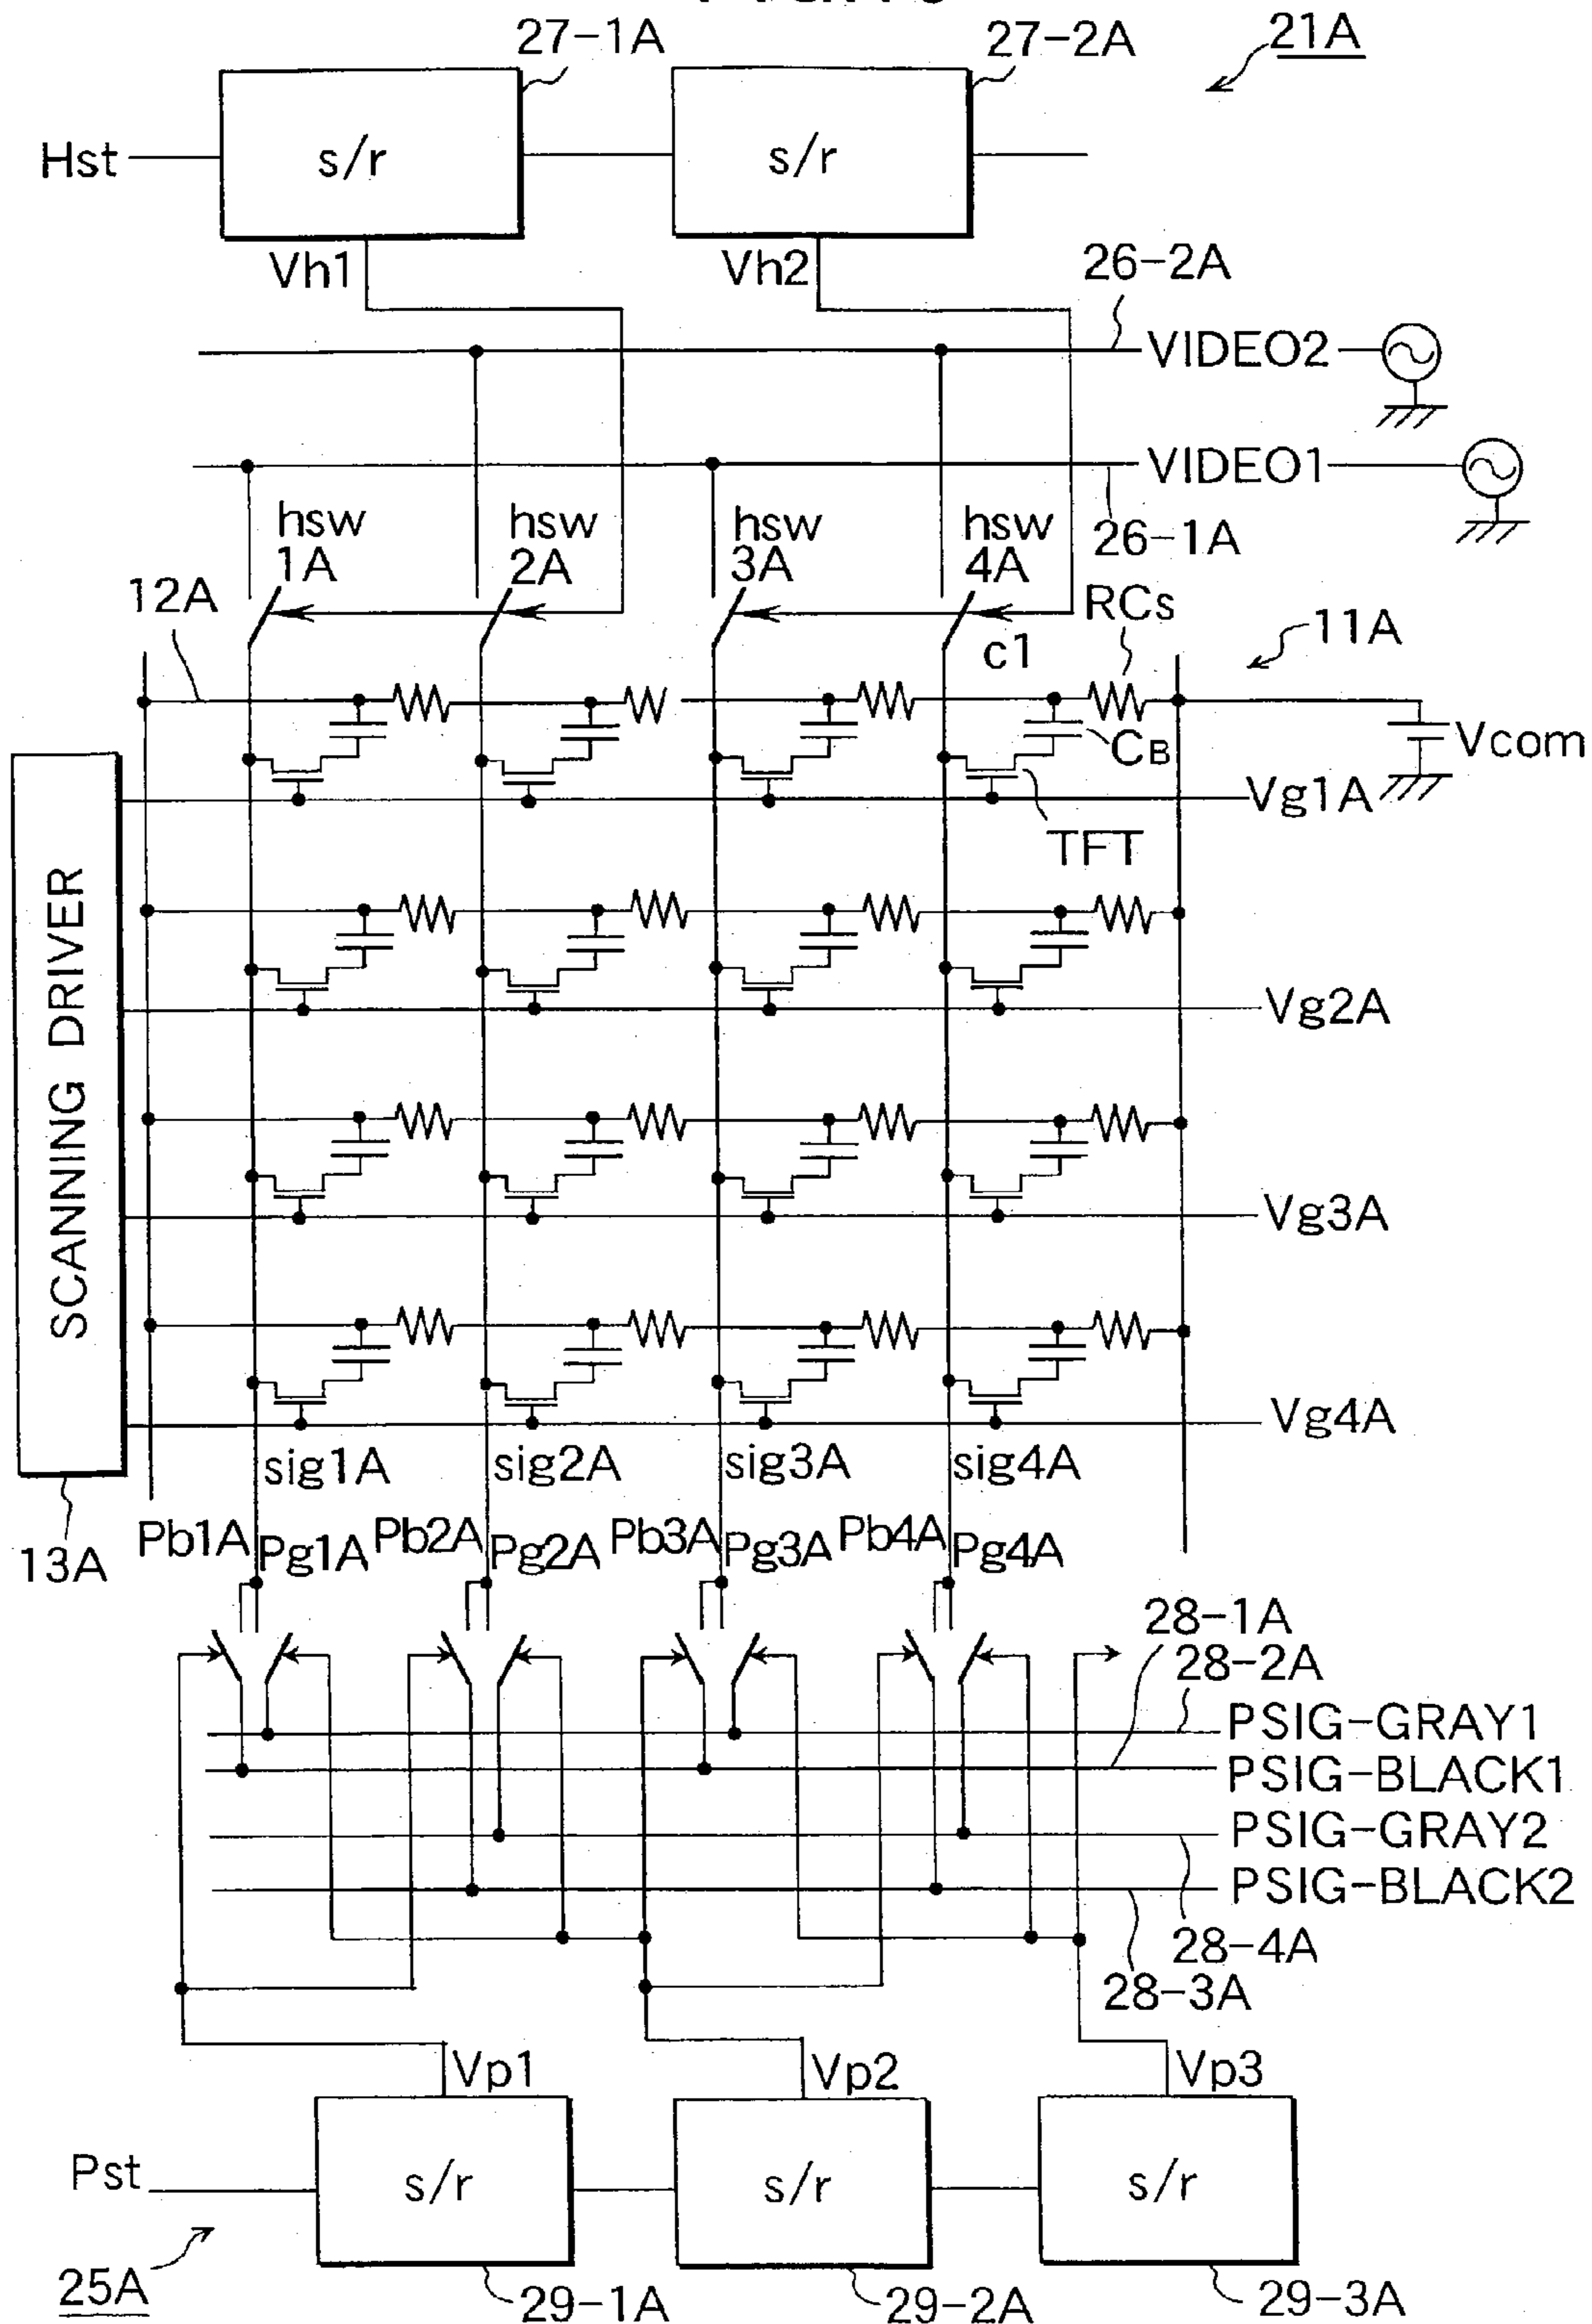 27-1A
27-2A
21A
Hst
s/r
s/r
Vh1
Vh2
26-2A
VIDEO2
VIDEO1
hsw
1A
hsw
2A
hsw
3A
hsw
4A
26-1A
12A
RCs
11A
c1
CB
Vcom
Vg1A
TFT
SCANNING DRIVER
Vg2A
Vg3A
Vg4A
sig1A
sig2A
sig3A
sig4A
13A
Pb1A
Pg1A
Pb2A
Pg2A
Pb3A
Pg3A
Pb4A
Pg4A
28-1A
28-2A
PSIG-GRAY1
PSIG-BLACK1
PSIG-GRAY2
PSIG-BLACK2
28-4A
28-3A
Vp1
Vp2
Vp3
Pst
s/r
s/r
s/r
25A
29-1A
29-2A
29-3A